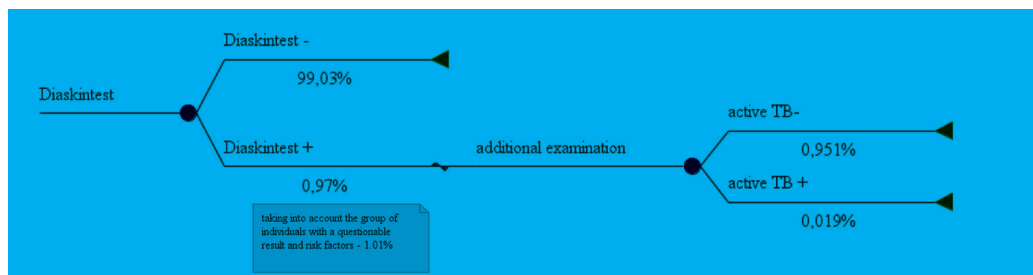 Diaskintest
Diaskintest -
99,03%
Diaskintest +
0,97%
taking into account the group of
individuals with a questionable
result and risk factors - 1.01%
additional examination
active TB-
0,951%
active TB +
0,019%